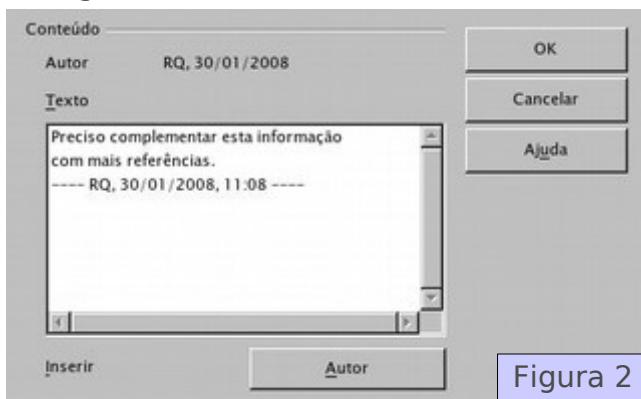 Conteúdo
Autor RQ, 30/01/2008
OK
Texto
Cancelar
Preciso complementar esta informação
com mais referências.
---- RQ, 30/01/2008, 11:08 ----
Ajuda
Inserir Autor
Figura 2